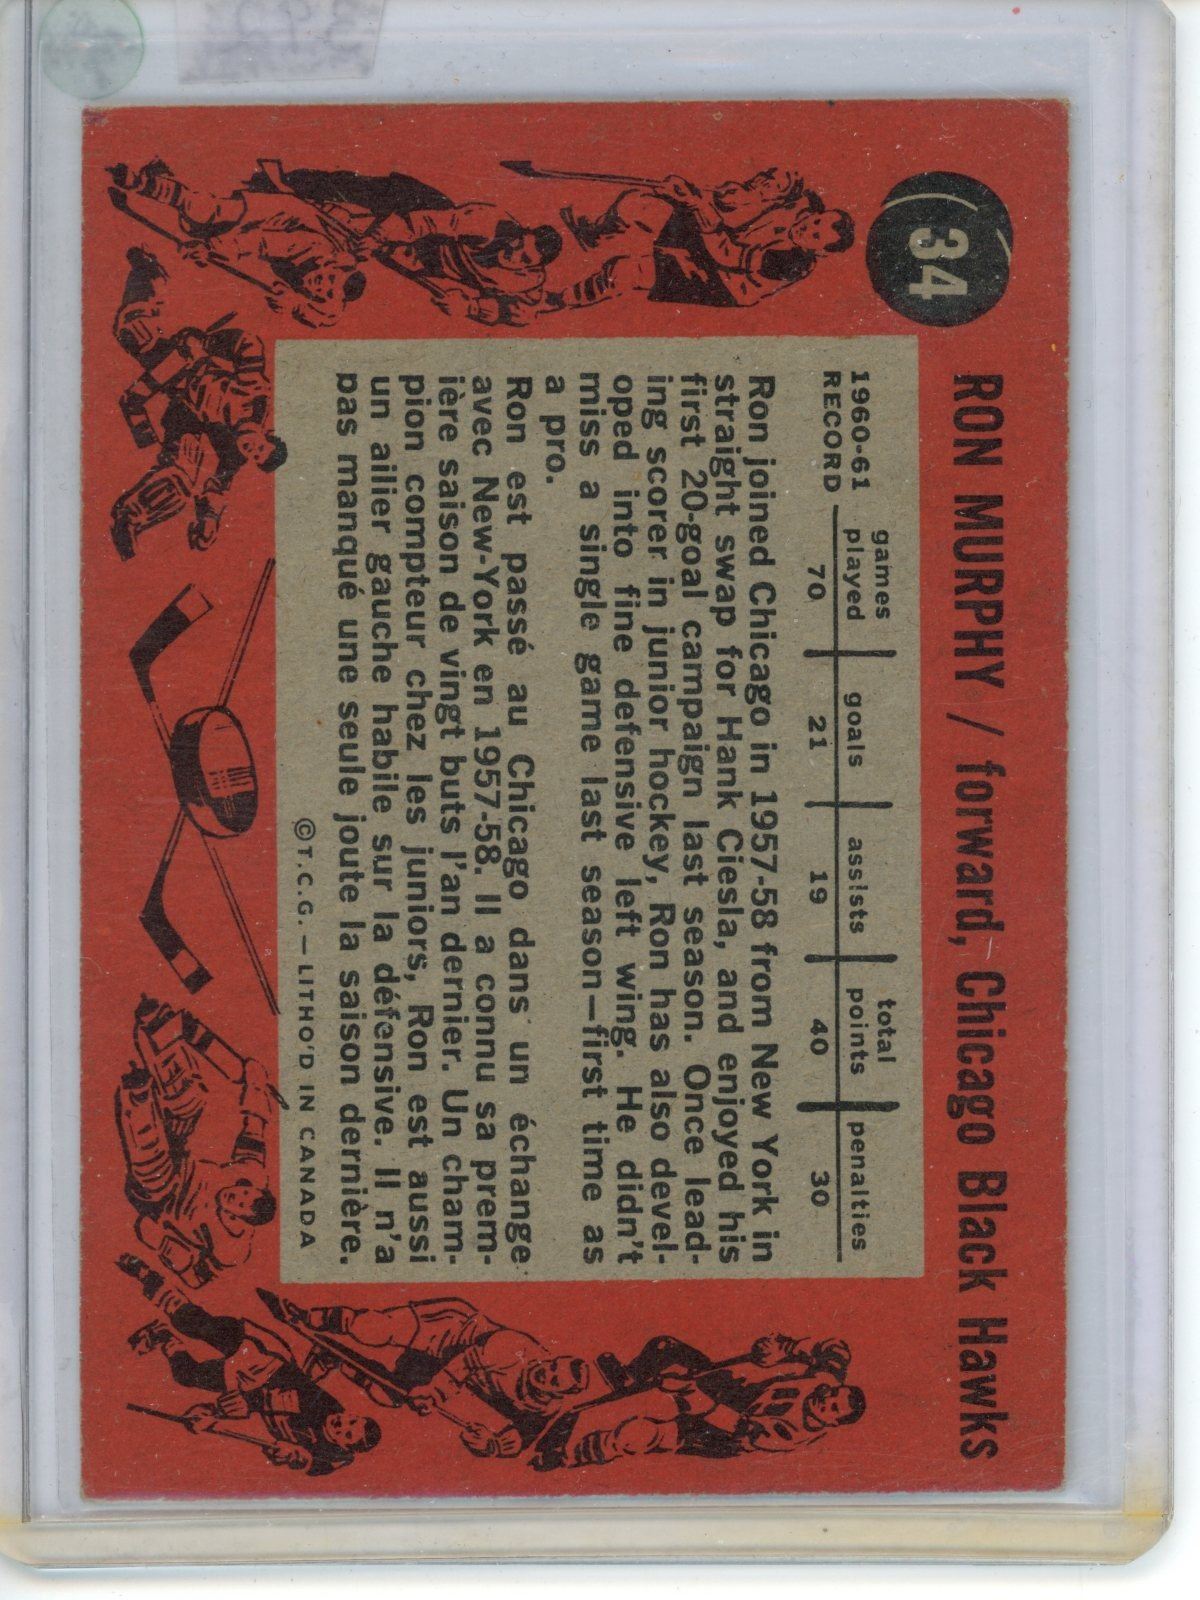 34
RON MURPHY / forward, Chicago Black Hawks
1960-61 RECORD
games played goals assists total points penalties
70 21 19 40 30
Ron joined Chicago in 1957-58 from New York in
straight swap for Hank Ciesla, and enjoyed his
first 20-goal campaign last season. Once lead-
ing scorer in junior hockey, Ron has also devel-
oped into fine defensive left wing. He didn't
miss a single game last season—first time as
a pro.
Ron est passé au Chicago dans un échange
avec New-York en 1957-58. Il a connu sa prem-
ière saison de vingt buts l'an dernier. Un cham-
pion compteur chez les juniors, Ron est aussi
un ailier gauche habile sur la défensive. Il n'a
pas manqué une seule joute la saison dernière.
©T.C.G.—LITHO'D IN CANADA